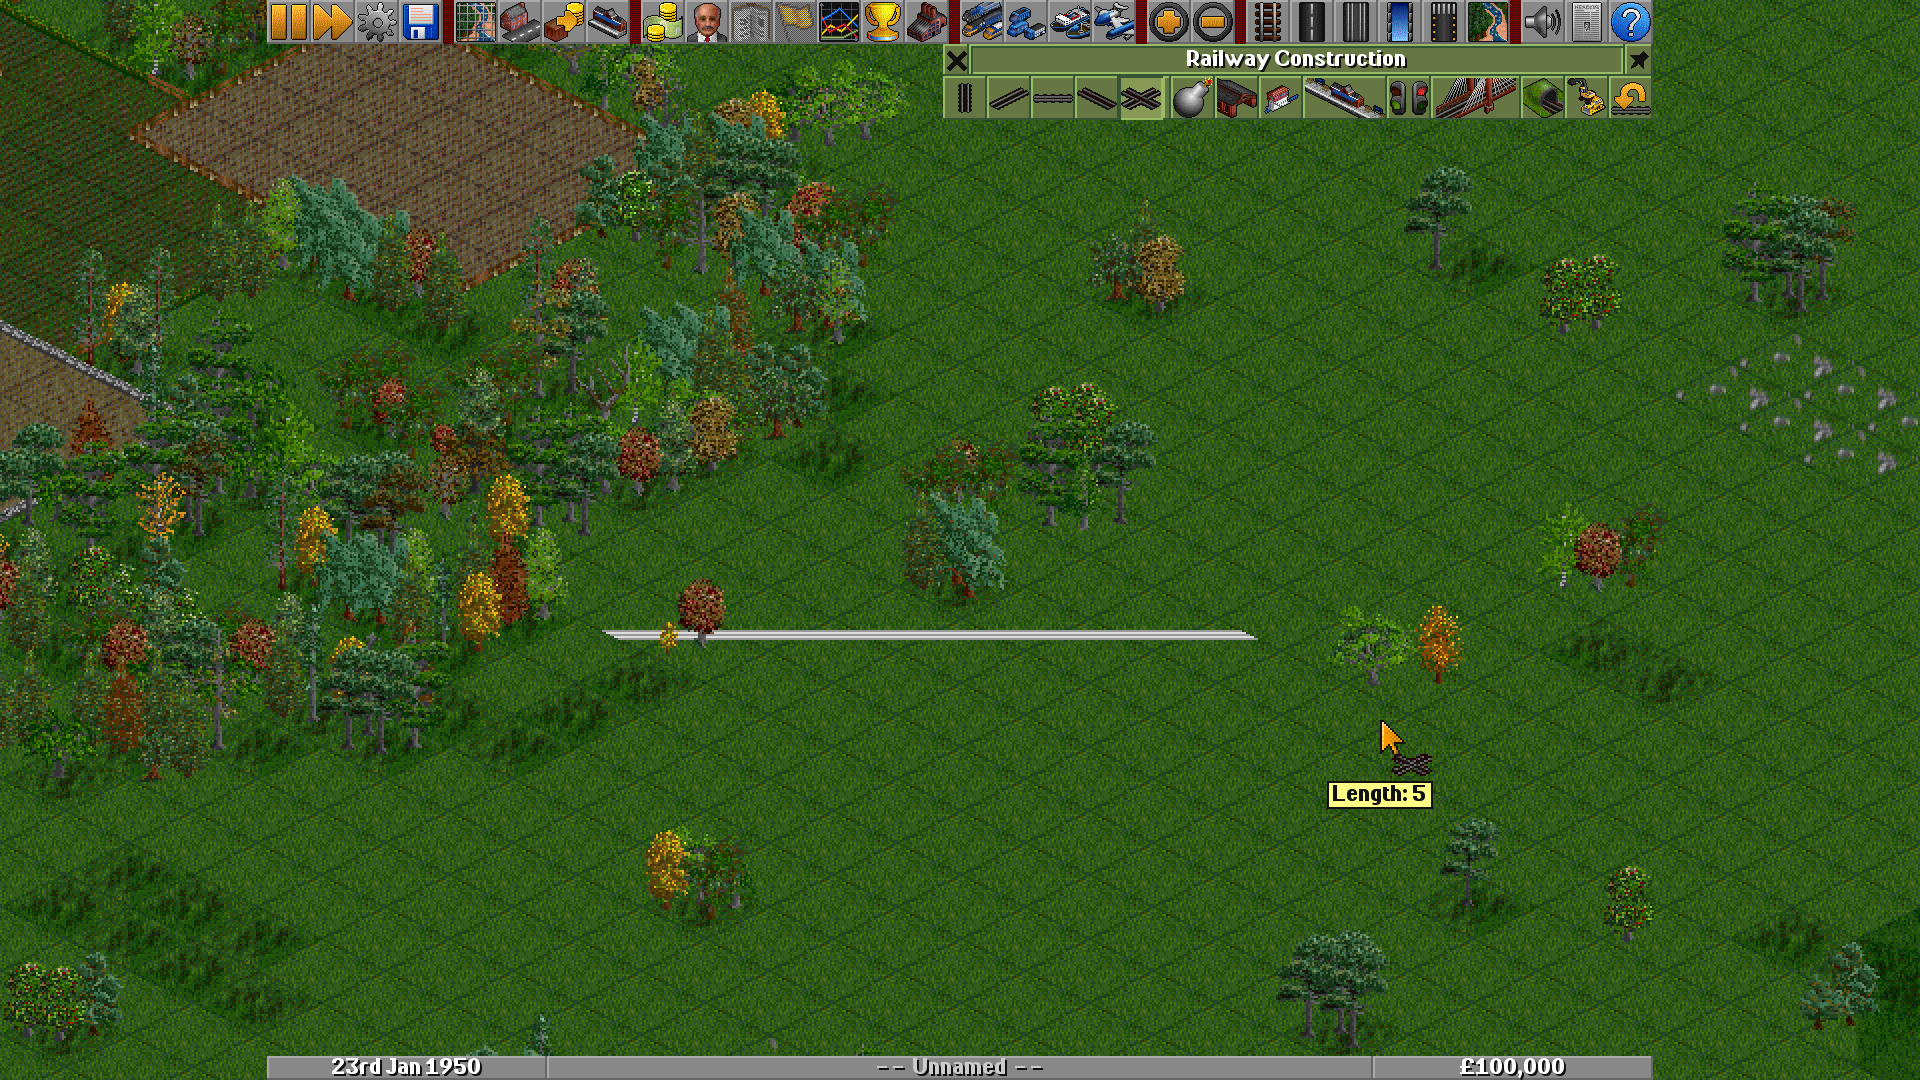 Railway Construction
Length: 5
23rd Jan 1950
-- Unnamed --
£100,000